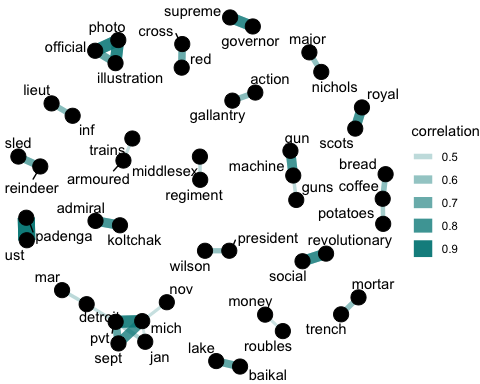 supreme
photo
cross
governor
major
official
red
illustration
nichols
action
lieut
royal
gallantry
inf
scots
correlation
gun
sled
trains
bread
0.5
middlesex
machine
reindeer
armoured
coffee
0.6
guns
regiment
0.7
potatoes
admiral
0.8
padenga
koltchak
president
revolutionary
0.9
ust
wilson
social
mar
nov
mortar
money
detroit
mich
trench
pvt
roubles
sept
jan
lake
baikal